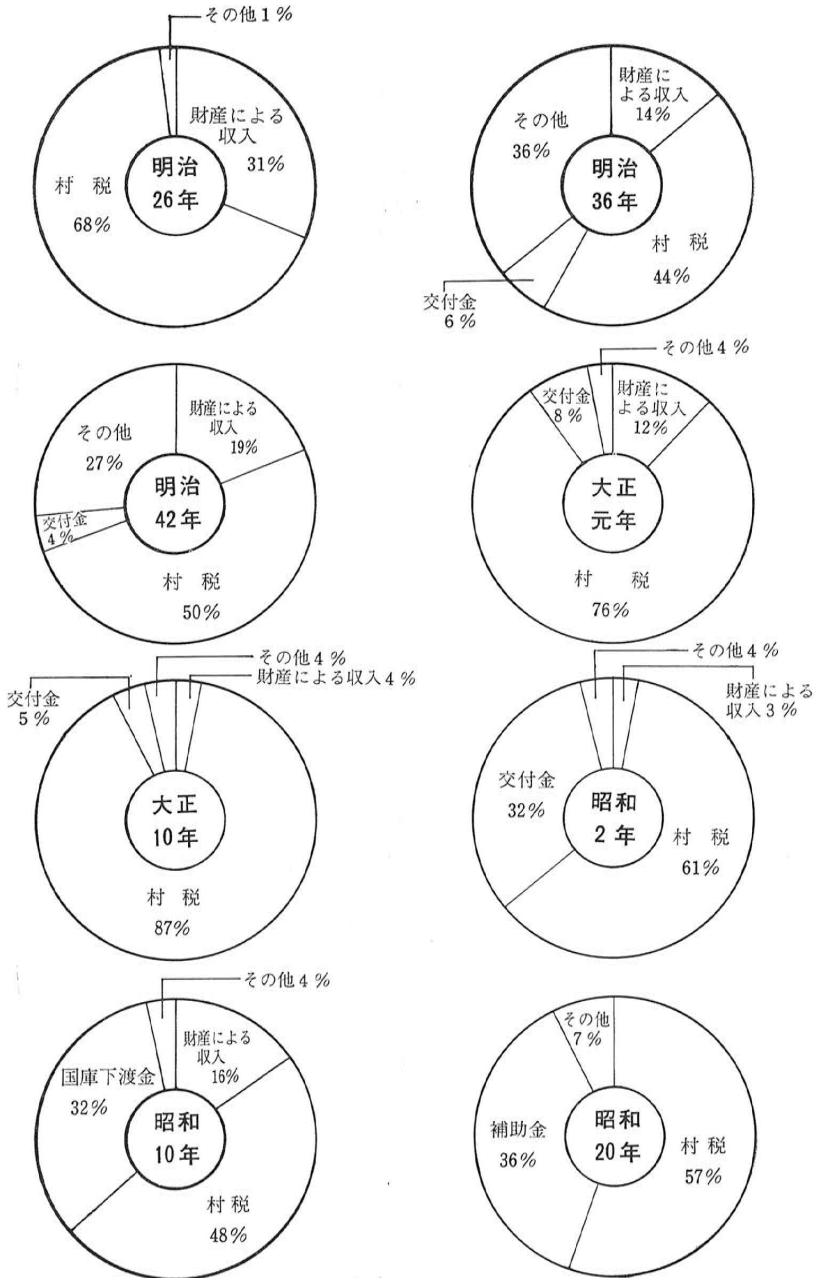 その他1%
財産による
収入
31%
村税
68%
明治
26年
財産に
よる収入
14%
その他
36%
村税
44%
交付金
6%
明治
36年
財産による
収入
19%
その他
27%
交付金
4%
村税
50%
明治
42年
その他4%
財産に
よる収入
12%
交付金
8%
村税
76%
大正
元年
その他4%
財産による収入4%
交付金
5%
村税
87%
大正
10年
その他4%
財産による
収入3%
交付金
32%
村税
61%
昭和
2年
その他4%
財産による
収入
16%
国庫下渡金
32%
村税
48%
昭和
10年
その他
7%
補助金
36%
村税
57%
昭和
20年